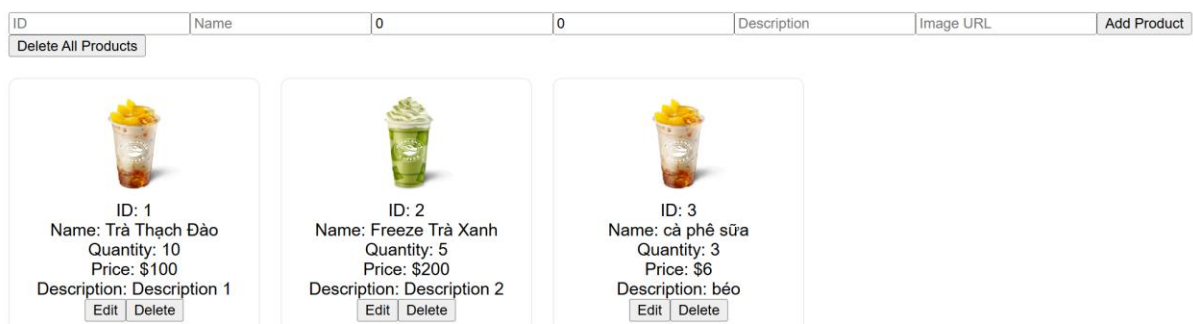 ID Name 0 0 Description Image URL Add Product
Delete All Products
ID: 1
Name: Trà Thạch Đào
Quantity: 10
Price: $100
Description: Description 1
Edit Delete
ID: 2
Name: Freeze Trà Xanh
Quantity: 5
Price: $200
Description: Description 2
Edit Delete
ID: 3
Name: cà phê sữa
Quantity: 3
Price: $6
Description: béo
Edit Delete